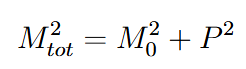 $M_{tot}^2 = M_0^2 + P^2$